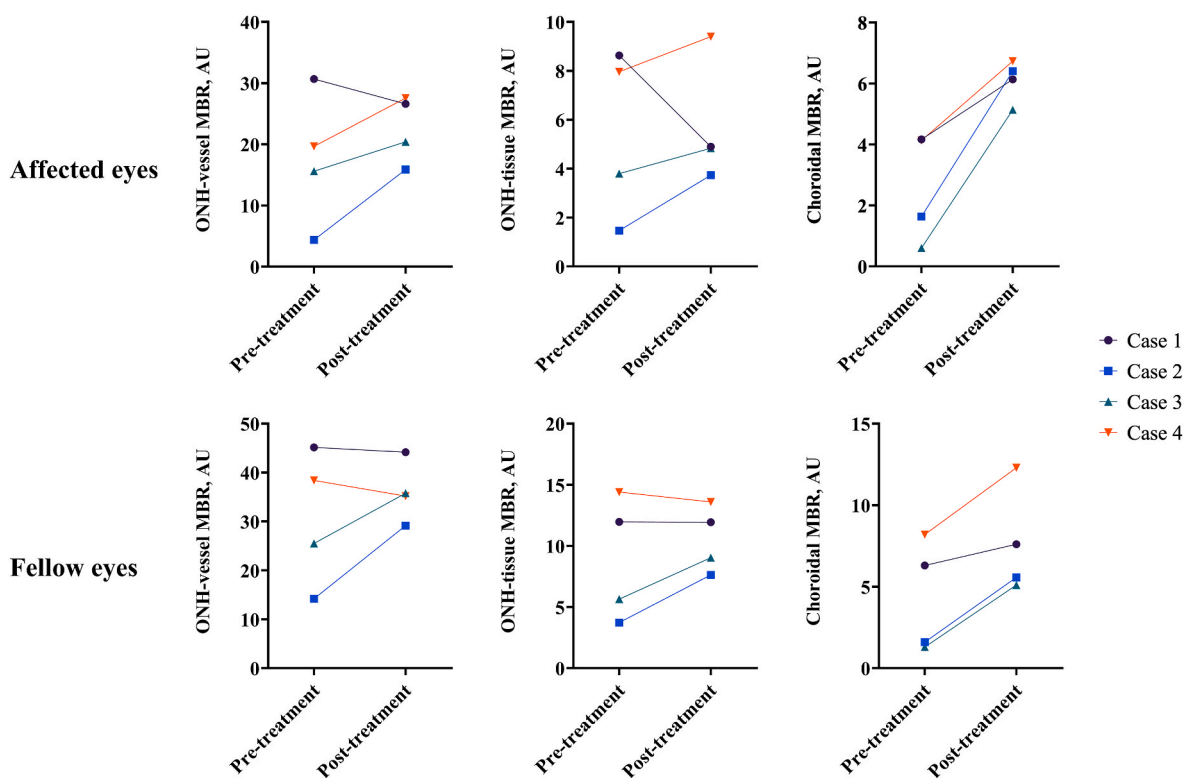 Affected eyes
ONH-vessel MBR, AU
40
30
20
10
0
Pre-treatment
Post-treatment
ONH-tissue MBR, AU
10
8
6
4
2
0
Pre-treatment
Post-treatment
Choroidal MBR, AU
8
6
4
2
0
Pre-treatment
Post-treatment
Case 1
Case 2
Case 3
Case 4
Fellow eyes
ONH-vessel MBR, AU
50
40
30
20
10
0
Pre-treatment
Post-treatment
ONH-tissue MBR, AU
20
15
10
5
0
Pre-treatment
Post-treatment
Choroidal MBR, AU
15
10
5
0
Pre-treatment
Post-treatment